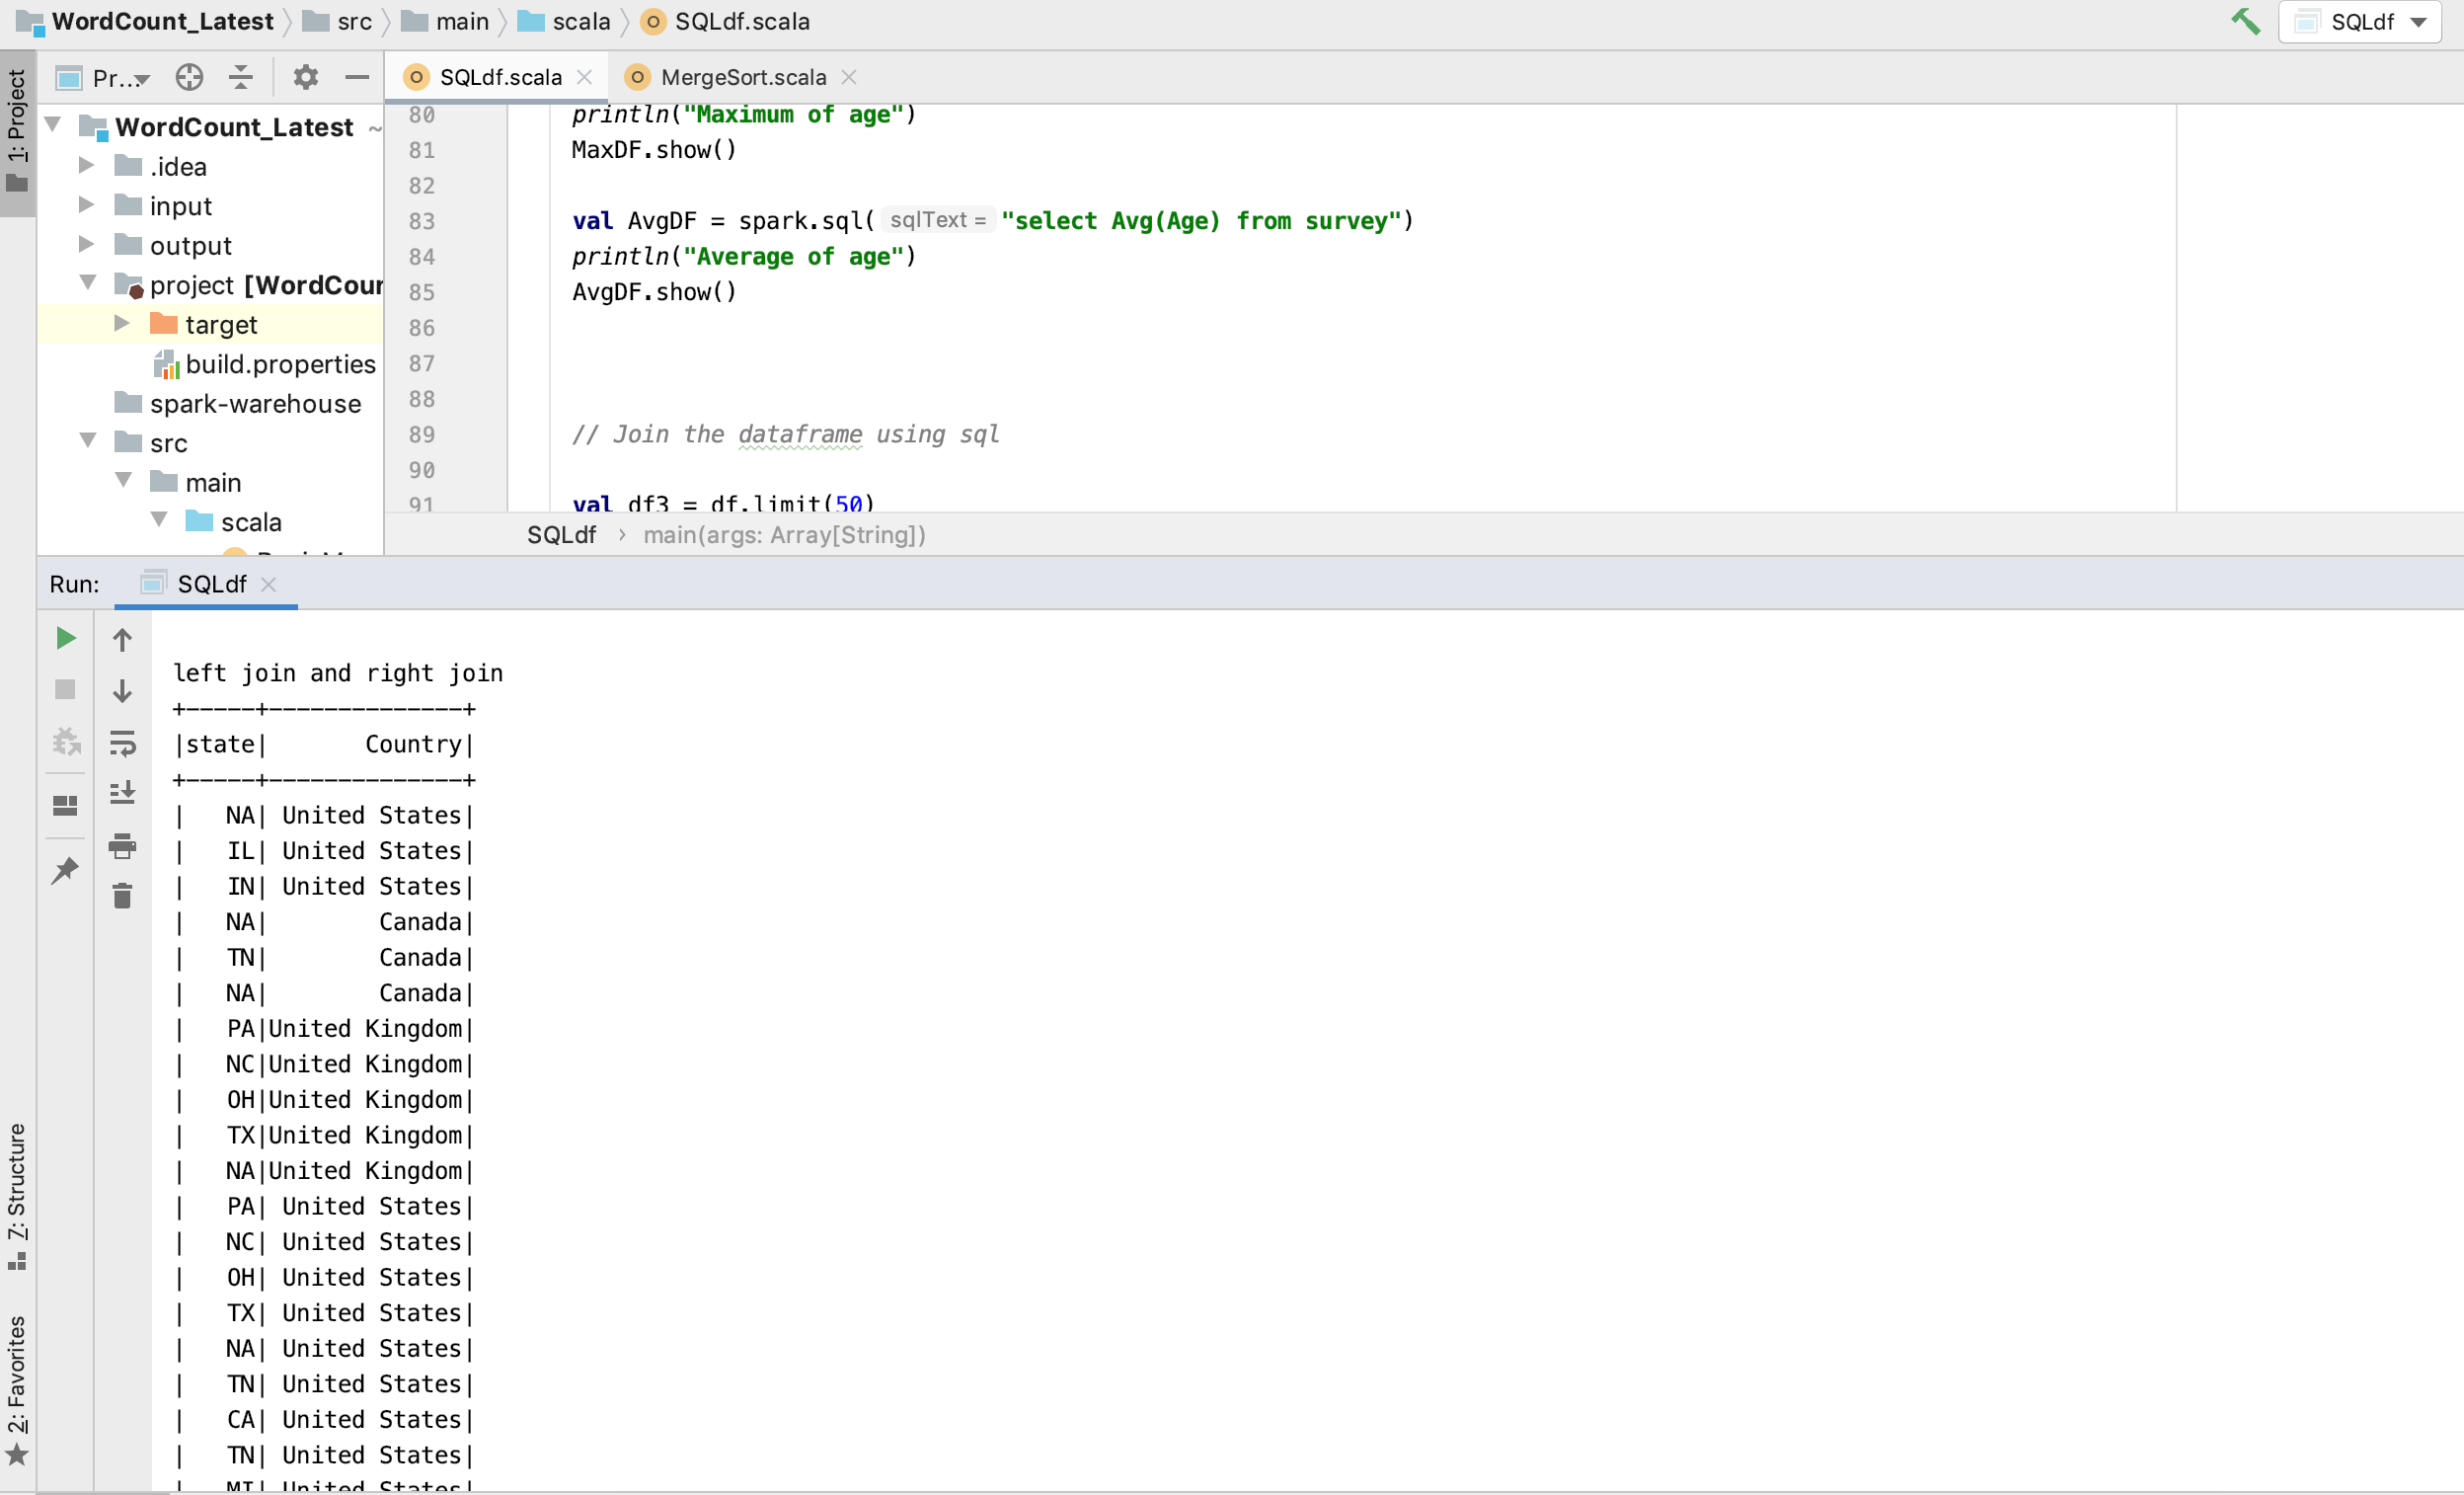 WordCount_Latest src main scala SQLdf.scala SQLdf
1: Project
Pr...
WordCount_Latest ~
.idea
input
output
project [WordCour
target
build.properties
spark-warehouse
src
main
scala
SQLdf.scala MergeSort.scala
80 println("Maximum of age")
81 MaxDF.show()
82
83 val AvgDF = spark.sql( sqlText = "select Avg(Age) from survey")
84 println("Average of age")
85 AvgDF.show()
86
87
88
89 // Join the dataframe using sql
90
91 val df3 = df.limit(50)
SQLdf › main(args: Array[String])
Run: SQLdf
left join and right join
+-----+--------------+
|state|       Country|
+-----+--------------+
|   NA| United States|
|   IL| United States|
|   IN| United States|
|   NA|        Canada|
|   TN|        Canada|
|   NA|        Canada|
|   PA|United Kingdom|
|   NC|United Kingdom|
|   OH|United Kingdom|
|   TX|United Kingdom|
|   NA|United Kingdom|
|   PA| United States|
|   NC| United States|
|   OH| United States|
|   TX| United States|
|   NA| United States|
|   TN| United States|
|   CA| United States|
|   TN| United States|
|   MI| United States|
7: Structure
2: Favorites